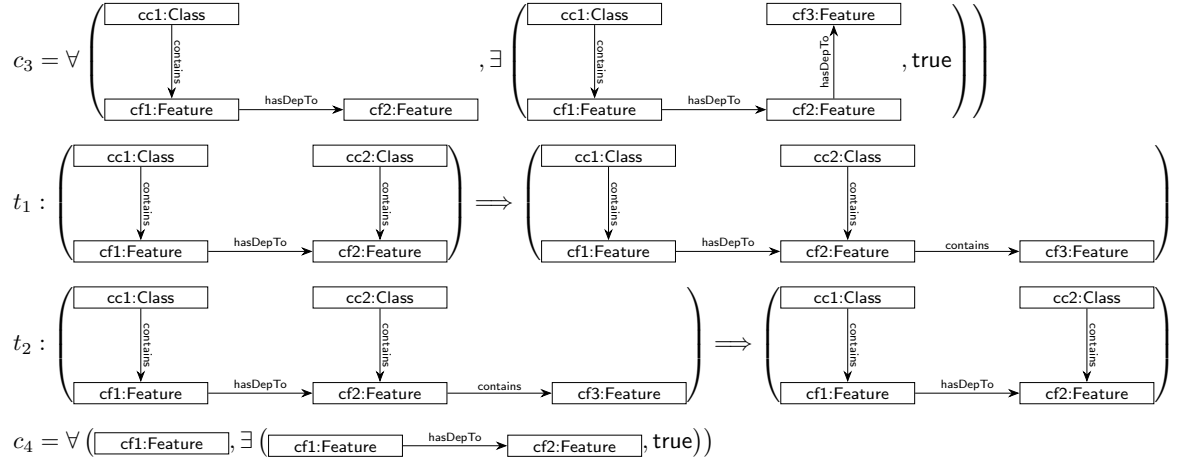 cc1:Class cc1:Class cf3:Feature
c3 = ∀ ( contains , ∃ ( contains hasDepTo , true ) )
cf1:Feature hasDepTo cf2:Feature cf1:Feature hasDepTo cf2:Feature
cc1:Class cc2:Class cc1:Class cc2:Class
t1 : ( contains contains ) ⟹ ( contains contains )
cf1:Feature hasDepTo cf2:Feature cf1:Feature hasDepTo cf2:Feature contains cf3:Feature
cc1:Class cc2:Class cc1:Class cc2:Class
t2 : ( contains contains ) ⟹ ( contains contains )
cf1:Feature hasDepTo cf2:Feature contains cf3:Feature cf1:Feature hasDepTo cf2:Feature
c4 = ∀ ( cf1:Feature , ∃ ( cf1:Feature hasDepTo cf2:Feature , true ) )